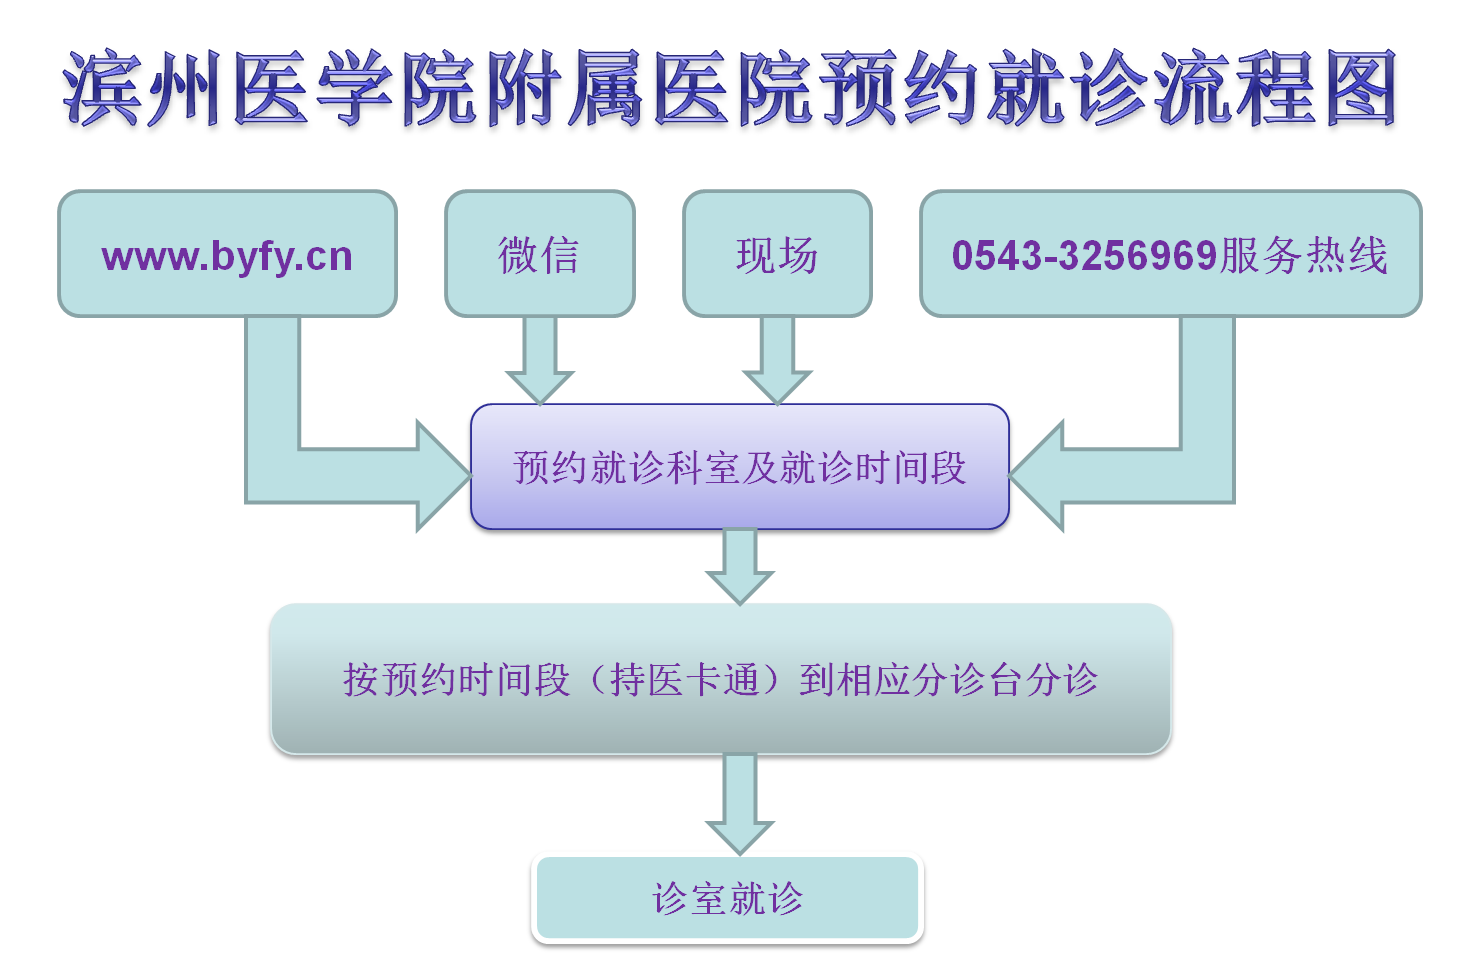 滨州医学院附属医院预约就诊流程图
www.byfy.cn
微信
现场
0543-3256969服务热线
预约就诊科室及就诊时间段
按预约时间段（持医卡通）到相应分诊台分诊
诊室就诊